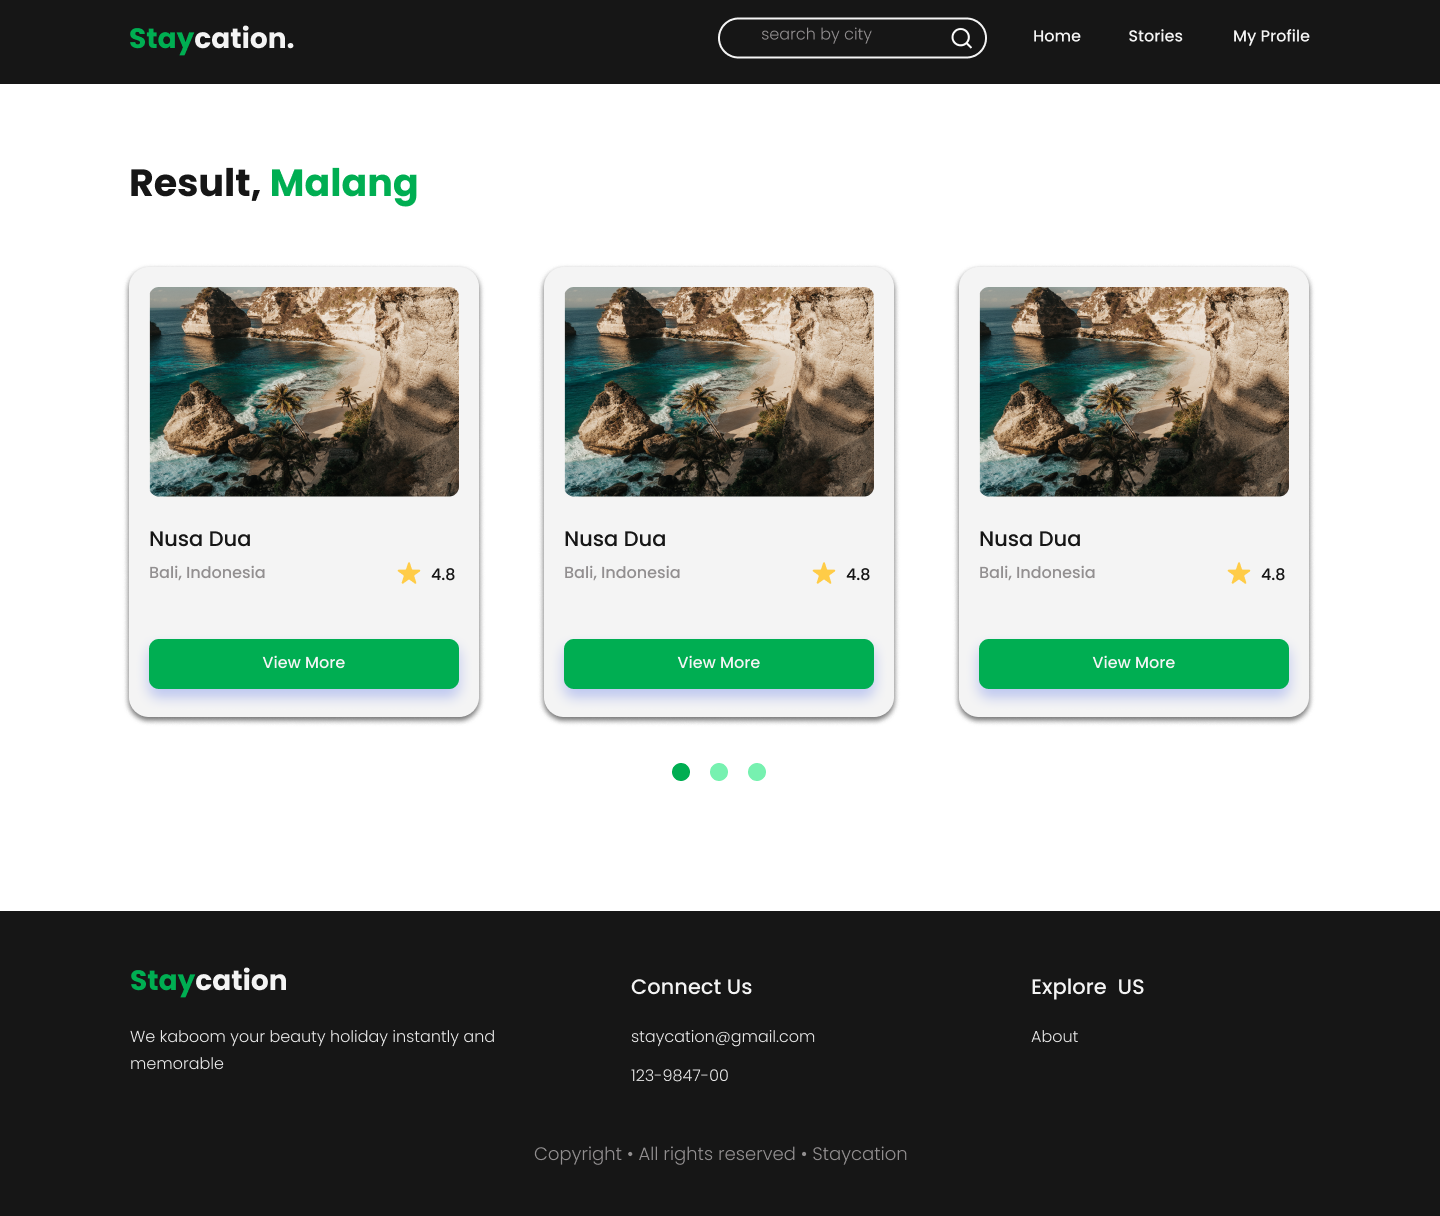 Staycation.
search by city
Home
Stories
My Profile
Result, Malang
Nusa Dua
Bali, Indonesia
4.8
View More
Nusa Dua
Bali, Indonesia
4.8
View More
Nusa Dua
Bali, Indonesia
4.8
View More
Staycation
We kaboom your beauty holiday instantly and
memorable
Connect Us
staycation@gmail.com
123-9847-00
Explore  US
About
Copyright • All rights reserved • Staycation